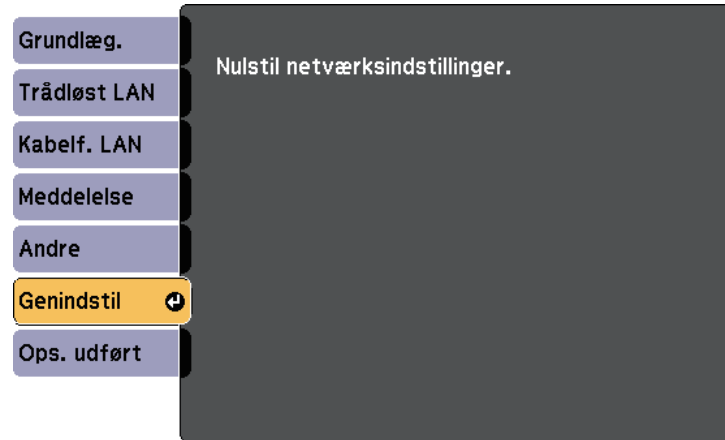 Grundlæg.
Trådløst LAN
Kabelf. LAN
Meddelelse
Andre
Genindstil
Ops. udført
Nulstil netværksindstillinger.